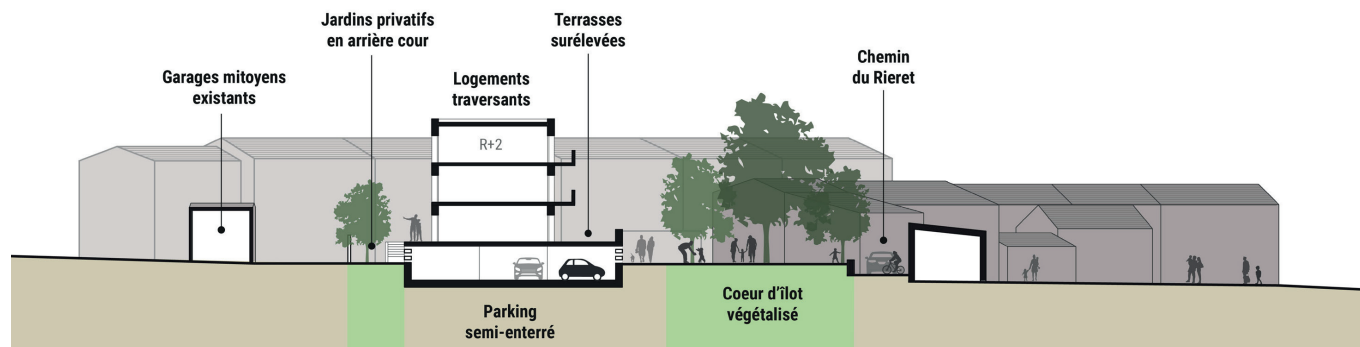 Jardins privatifs
en arrière cour
Terrasses
surélevées
Chemin
du Rieret
Garages mitoyens
existants
Logements
traversants
R+2
Parking
semi-enterré
Coeur d'îlot
végétalisé